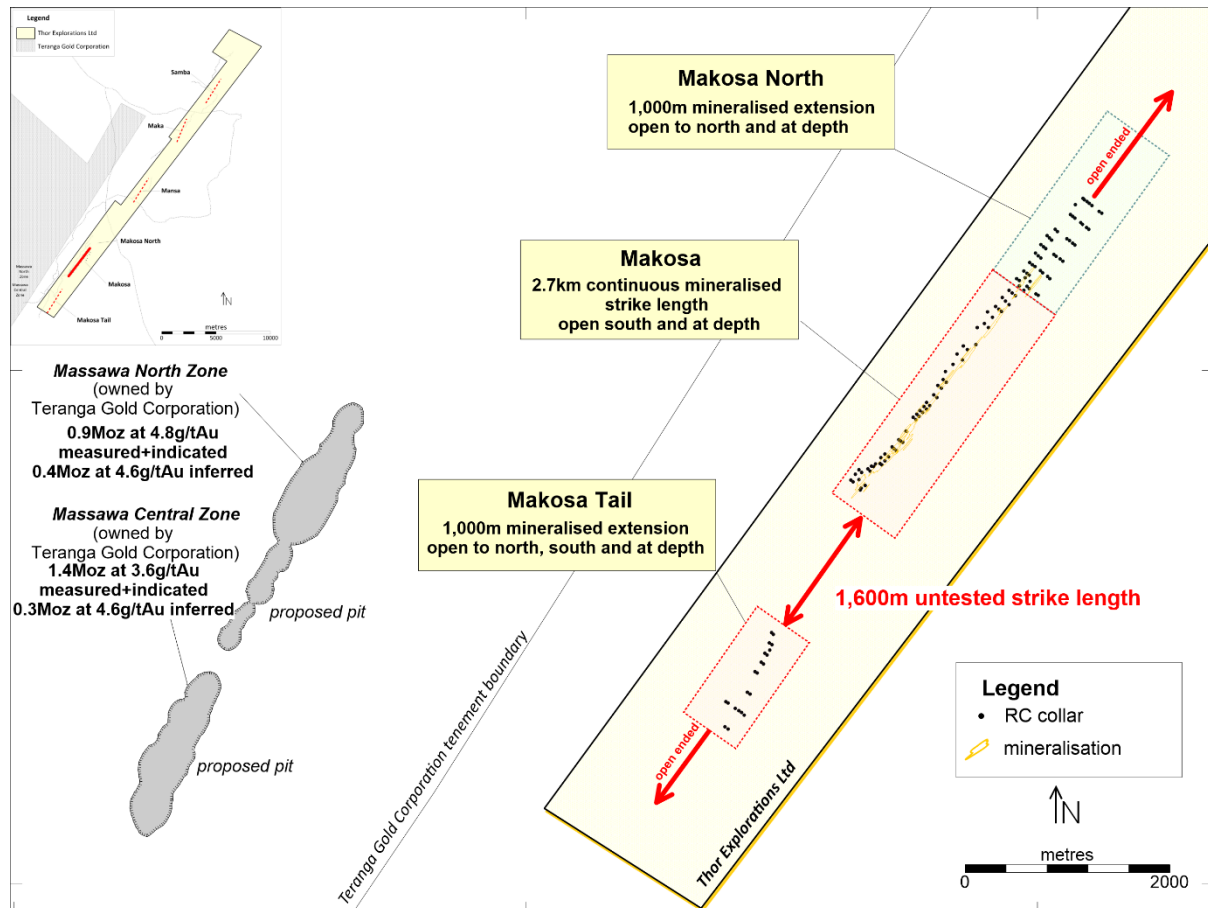 Legend
Thor Explorations Ltd
Teranga Gold Corporation
Samba
Maka
Mansa
Makosa North
Makosa
Makosa Tail
Massawa
North
Zone
Massawa
Central
Zone
N
metres
0 5000 10000
Makosa North
1,000m mineralised extension
open to north and at depth
Makosa
2.7km continuous mineralised
strike length
open south and at depth
Makosa Tail
1,000m mineralised extension
open to north, south and at depth
open ended
1,600m untested strike length
open ended
Massawa North Zone
(owned by
Teranga Gold Corporation)
0.9Moz at 4.8g/tAu
measured+indicated
0.4Moz at 4.6g/tAu inferred
Massawa Central Zone
(owned by
Teranga Gold Corporation)
1.4Moz at 3.6g/tAu
measured+indicated
0.3Moz at 4.6g/tAu inferred
proposed pit
proposed pit
Teranga Gold Corporation tenement boundary
Thor Explorations Ltd
Legend
RC collar
mineralisation
N
metres
0 2000